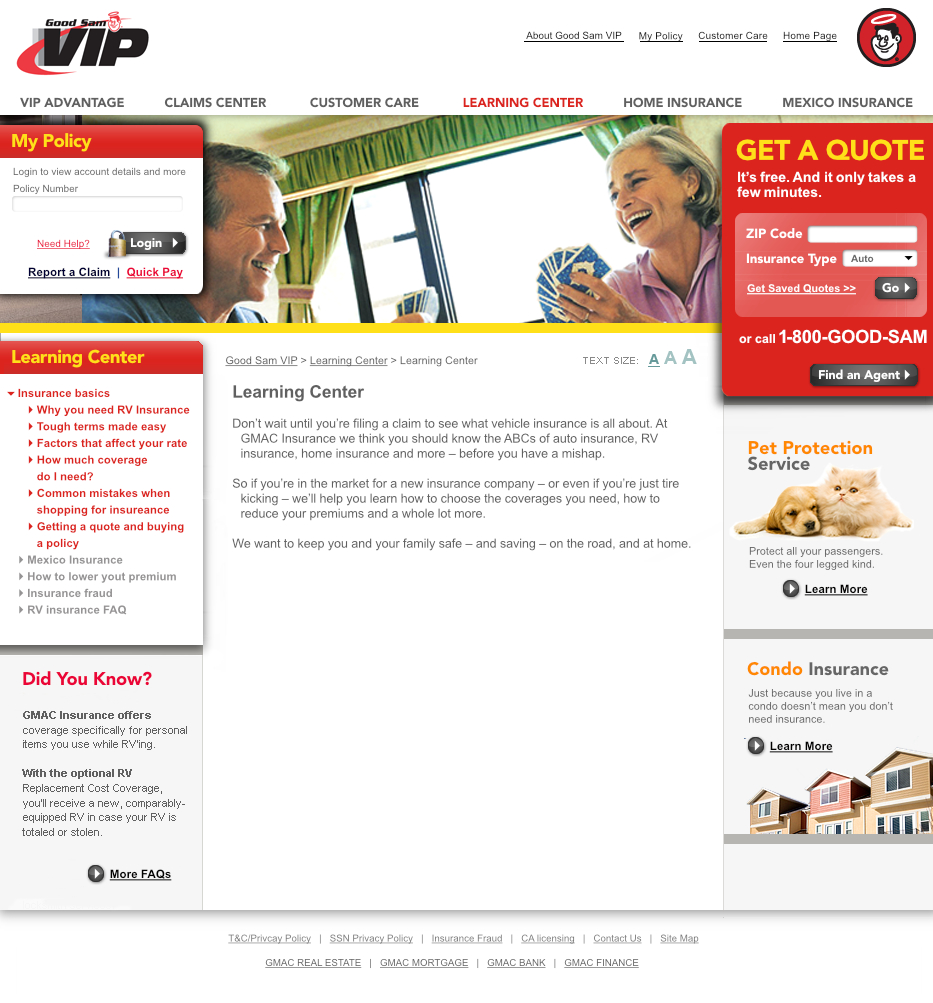 Good Sam
VIP
About Good Sam VIP
My Policy
Customer Care
Home Page
VIP ADVANTAGE
CLAIMS CENTER
CUSTOMER CARE
LEARNING CENTER
HOME INSURANCE
MEXICO INSURANCE
My Policy
Login to view account details and more
Policy Number
Need Help?
Login
Report a Claim | Quick Pay
GET A QUOTE
It's free. And it only takes a
few minutes.
ZIP Code
Insurance Type
Auto
Get Saved Quotes >>
Go
or call 1-800-GOOD-SAM
Find an Agent
Learning Center
Insurance basics
Why you need RV Insurance
Tough terms made easy
Factors that affect your rate
How much coverage
do I need?
Common mistakes when
shopping for insureance
Getting a quote and buying
a policy
Mexico Insurance
How to lower yout premium
Insurance fraud
RV insurance FAQ
Good Sam VIP > Learning Center > Learning Center
TEXT SIZE: A A A
Learning Center
Don't wait until you're filing a claim to see what vehicle insurance is all about. At
GMAC Insurance we think you should know the ABCs of auto insurance, RV
insurance, home insurance and more – before you have a mishap.
So if you're in the market for a new insurance company – or even if you're just tire
kicking – we'll help you learn how to choose the coverages you need, how to
reduce your premiums and a whole lot more.
We want to keep you and your family safe – and saving – on the road, and at home.
Pet Protection
Service
Protect all your passengers.
Even the four legged kind.
Learn More
Condo Insurance
Just because you live in a
condo doesn't mean you don't
need insurance.
Learn More
Did You Know?
GMAC Insurance offers
coverage specifically for personal
items you use while RV'ing.
With the optional RV
Replacement Cost Coverage,
you'll receive a new, comparably-
equipped RV in case your RV is
totaled or stolen.
More FAQs
T&C/Privcay Policy | SSN Privacy Policy | Insurance Fraud | CA licensing | Contact Us | Site Map
GMAC REAL ESTATE | GMAC MORTGAGE | GMAC BANK | GMAC FINANCE